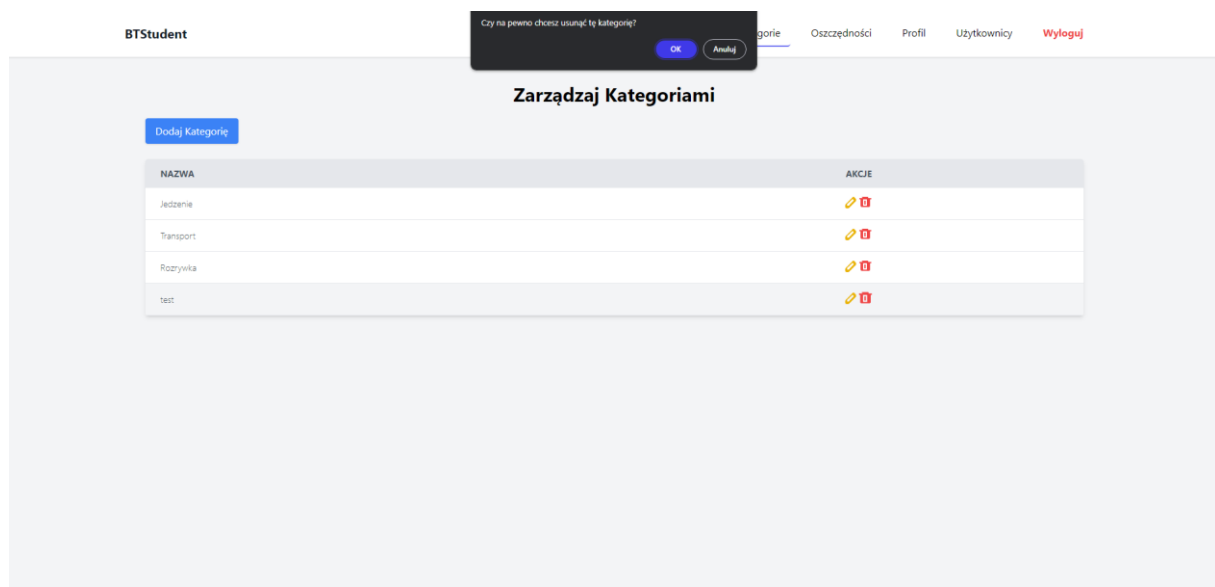 Czy na pewno chcesz usunąć tę kategorię?
OK Anuluj
BTStudent gorie Oszczędności Profil Użytkownicy Wyloguj
Zarządzaj Kategoriami
Dodaj Kategorię
NAZWA AKCJE
Jedzenie
Transport
Rozrywka
test